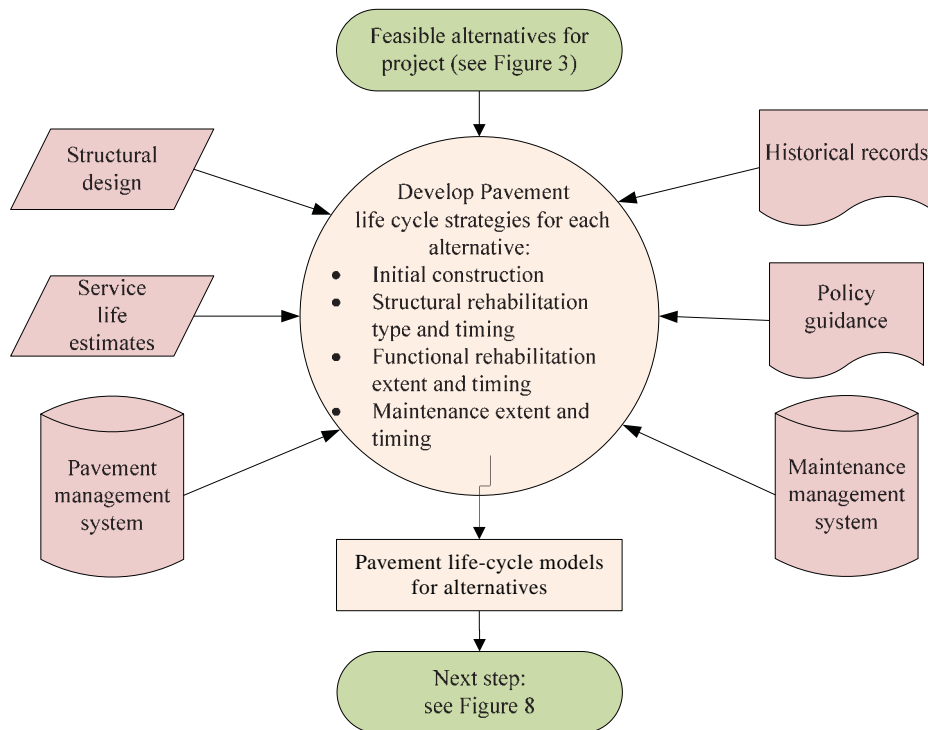 Feasible alternatives for
project (see Figure 3)
Structural
design
Historical records
Develop Pavement
life cycle strategies for each
alternative:
● Initial construction
● Structural rehabilitation
type and timing
● Functional rehabilitation
extent and timing
● Maintenance extent and
timing
Service
life
estimates
Policy
guidance
Pavement
management
system
Maintenance
management
system
Pavement life-cycle models
for alternatives
Next step:
see Figure 8